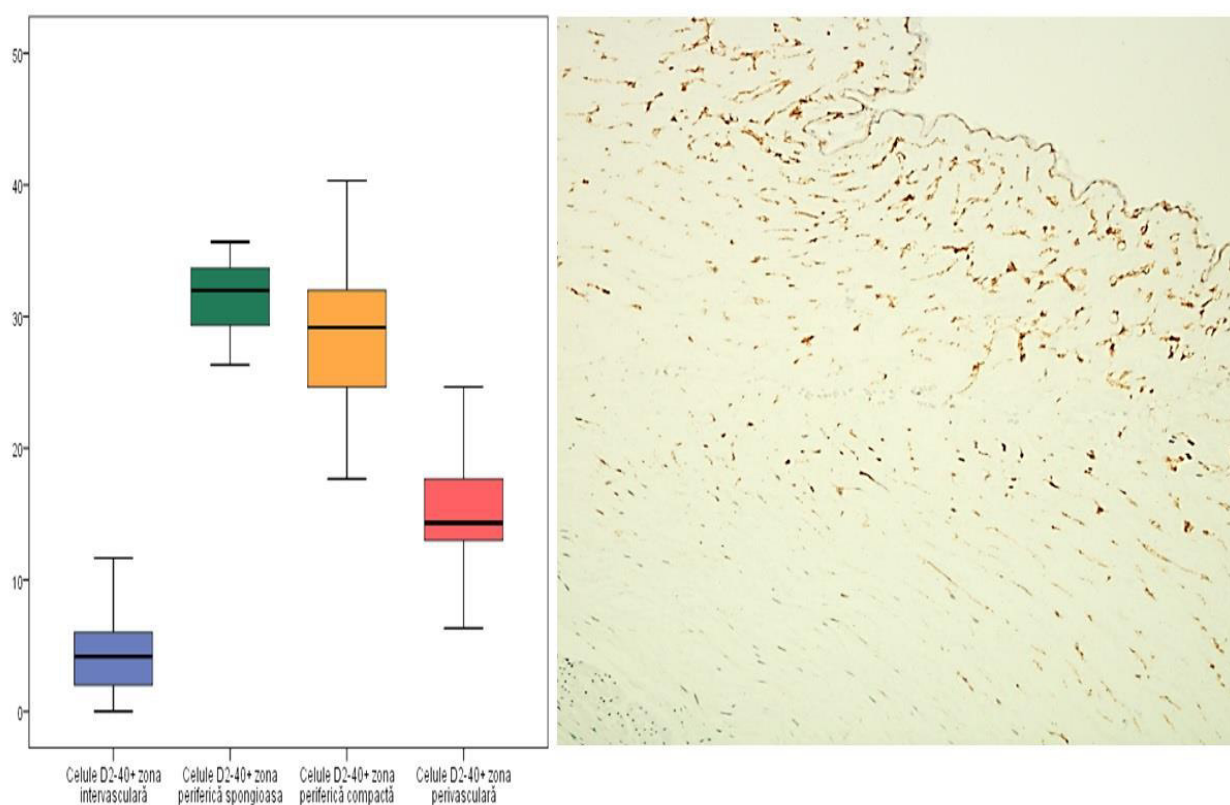 50
40
30
20
10
0
Celule D2-40+ zona
intervasculară
Celule D2-40+ zona
periferică spongioasa
Celule D2-40+ zona
periferică compactă
Celule D2-40+ zona
perivasculară